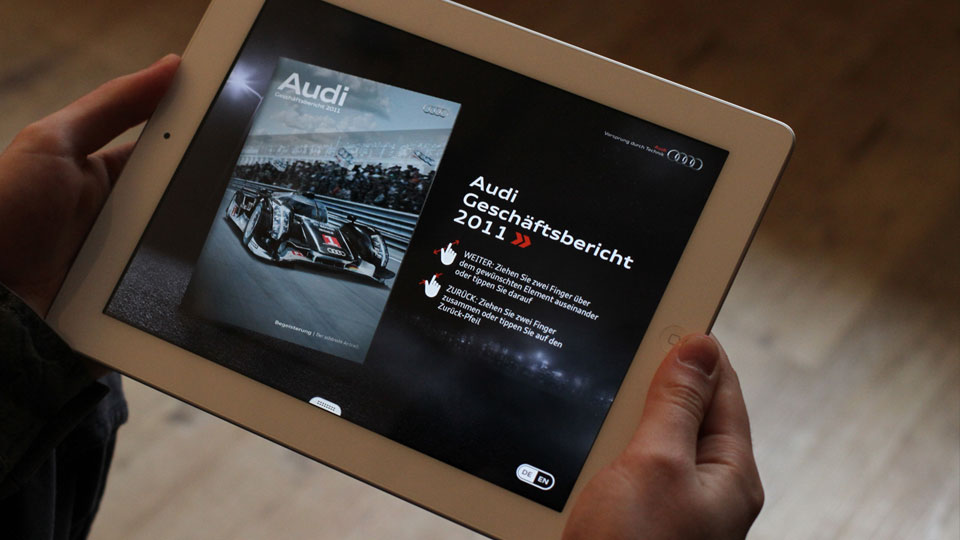 Audi
Geschäftsbericht 2011
Audi
Vorsprung durch Technik
Audi
Geschäftsbericht
2011
WEITER: Ziehen Sie zwei Finger über
dem gewünschten Element auseinander
oder tippen Sie darauf
ZURÜCK: Ziehen Sie zwei Finger
zusammen oder tippen Sie auf den
Zurück-Pfeil
Begeisterung |
DE EN